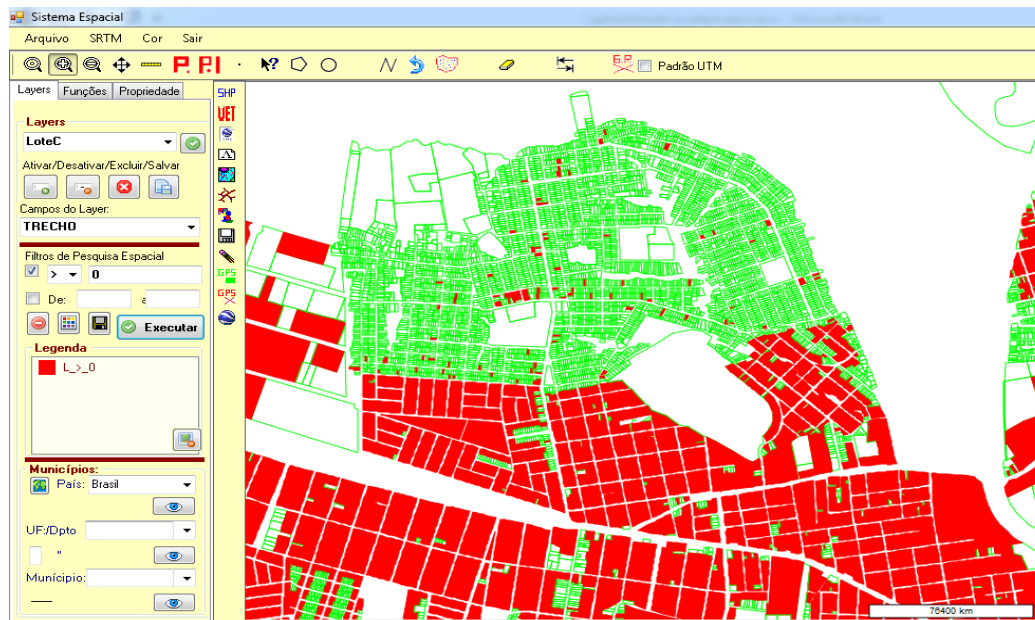 Sistema Espacial
Arquivo SRTM Cor Sair
P. P.I G.P Padrão UTM
Layers Funções Propriedade
SHP
VET
Layers
LoteC
Ativar/Desativar/Excluir/Salvar
Campos do Layer:
TRECHO
Filtros de Pesquisa Espacial
> 0
De: a
Executar
GPS
GPS
Legenda
L_>_0
Municípios:
País: Brasil
UF:/Dpto
"
Munícipio:
76400 km